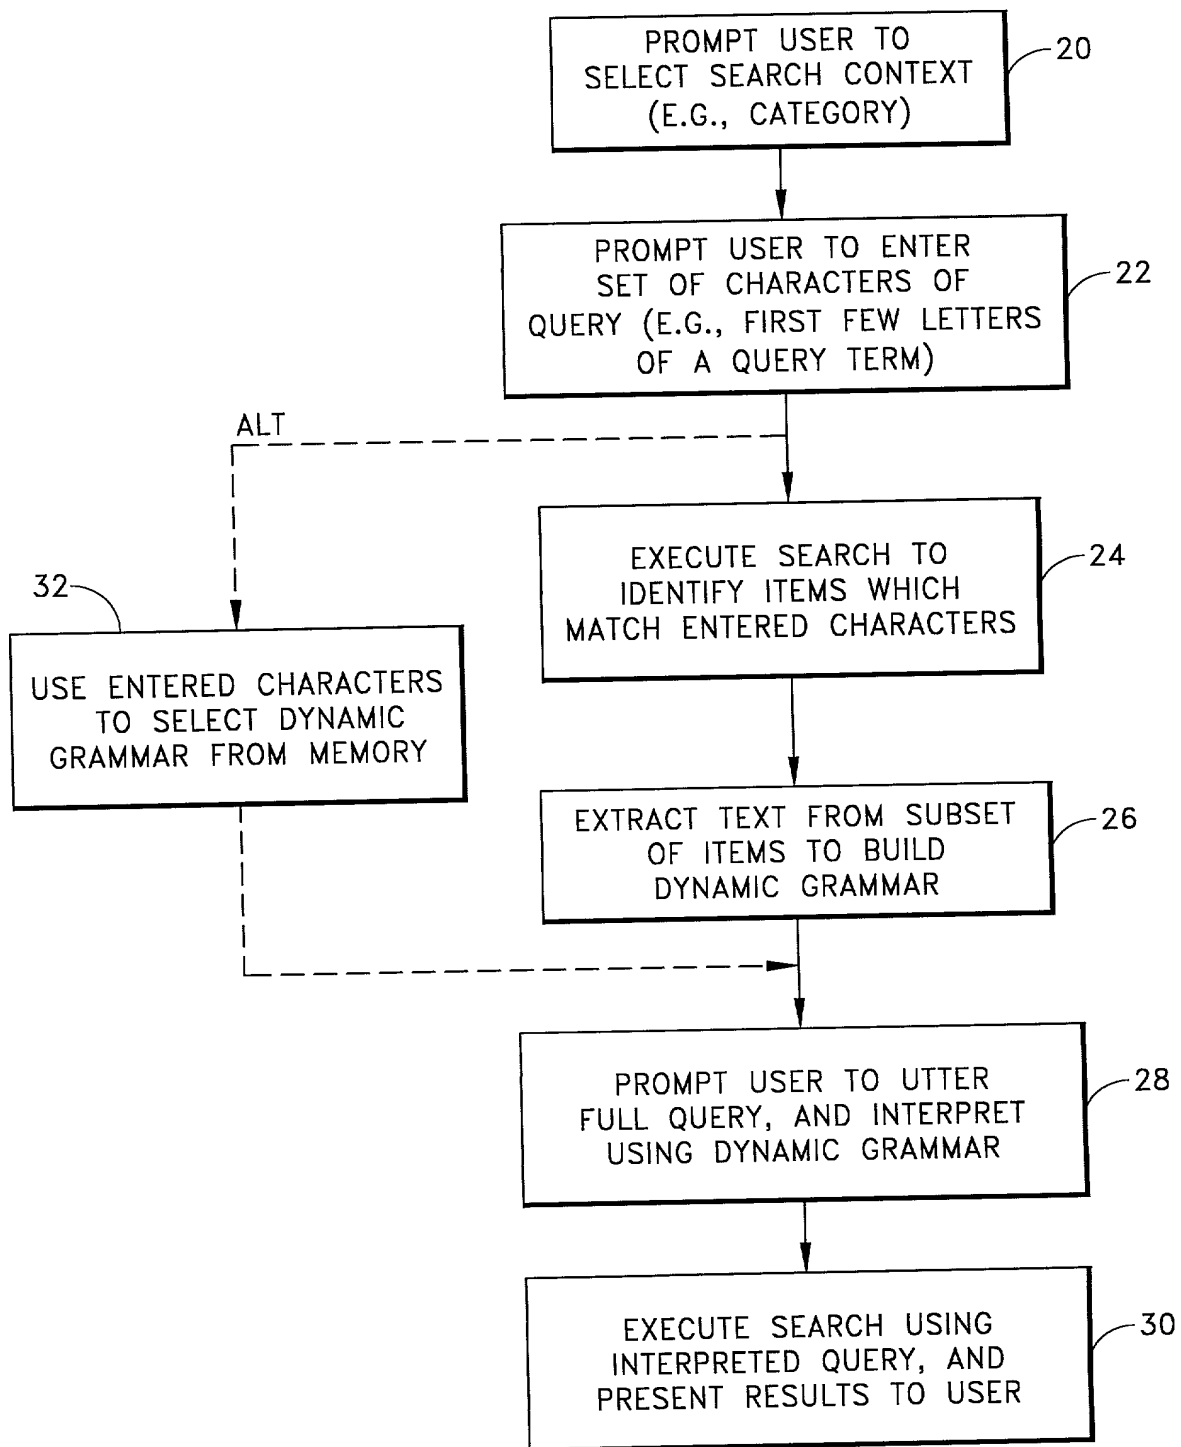 PROMPT USER TO
SELECT SEARCH CONTEXT
(E.G., CATEGORY)
20
PROMPT USER TO ENTER
SET OF CHARACTERS OF
QUERY (E.G., FIRST FEW LETTERS
OF A QUERY TERM)
22
ALT
EXECUTE SEARCH TO
IDENTIFY ITEMS WHICH
MATCH ENTERED CHARACTERS
24
32
USE ENTERED CHARACTERS
TO SELECT DYNAMIC
GRAMMAR FROM MEMORY
EXTRACT TEXT FROM SUBSET
OF ITEMS TO BUILD
DYNAMIC GRAMMAR
26
PROMPT USER TO UTTER
FULL QUERY, AND INTERPRET
USING DYNAMIC GRAMMAR
28
EXECUTE SEARCH USING
INTERPRETED QUERY, AND
PRESENT RESULTS TO USER
30